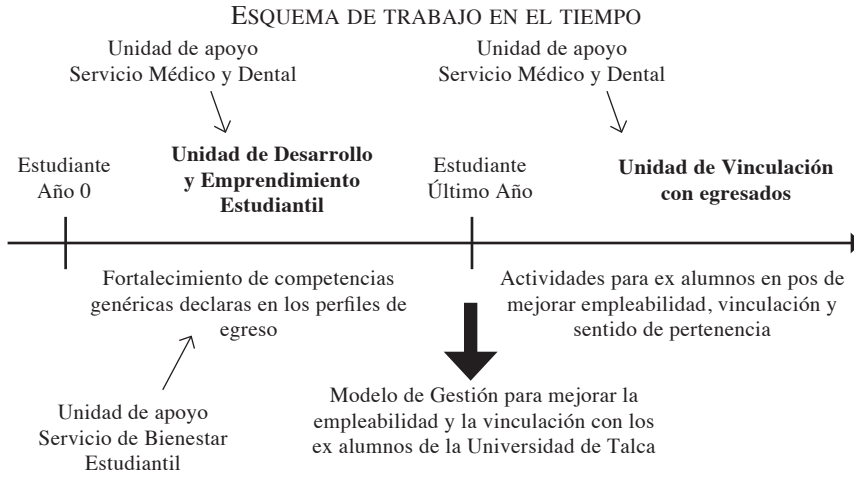 ESQUEMA DE TRABAJO EN EL TIEMPO
Unidad de apoyo
Servicio Médico y Dental
Unidad de apoyo
Servicio Médico y Dental
Estudiante
Año 0
Unidad de Desarrollo
y Emprendimiento
Estudiantil
Estudiante
Último Año
Unidad de Vinculación
con egresados
Fortalecimiento de competencias
genéricas declaras en los perfiles de
egreso
Actividades para ex alumnos en pos de
mejorar empleabilidad, vinculación y
sentido de pertenencia
Unidad de apoyo
Servicio de Bienestar
Estudiantil
Modelo de Gestión para mejorar la
empleabilidad y la vinculación con los
ex alumnos de la Universidad de Talca